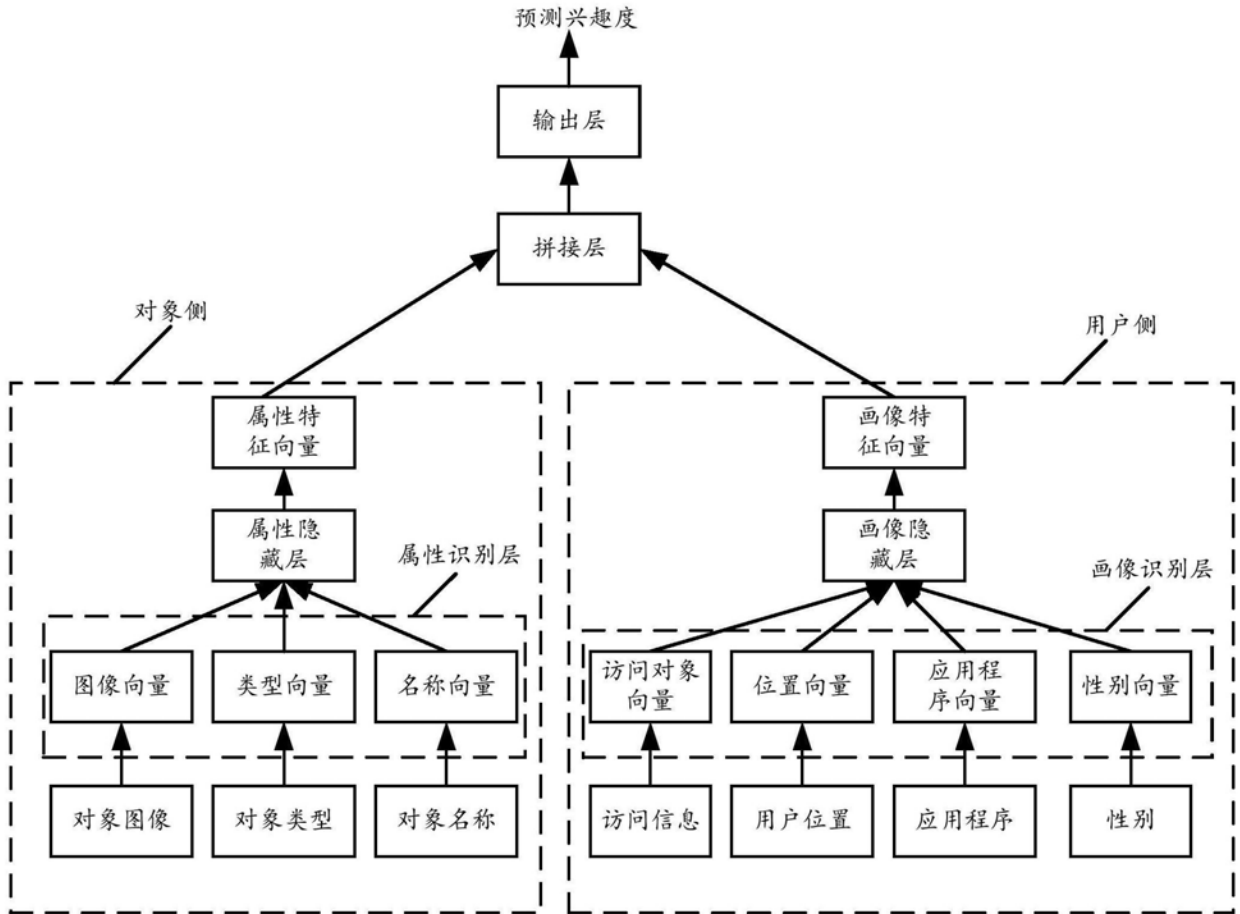 预测兴趣度
输出层
拼接层
对象侧
用户侧
属性特
征向量
画像特
征向量
属性隐
藏层
画像隐
藏层
属性识别层
画像识别层
图像向量
类型向量
名称向量
访问对象
向量
位置向量
应用程
序向量
性别向量
对象图像
对象类型
对象名称
访问信息
用户位置
应用程序
性别